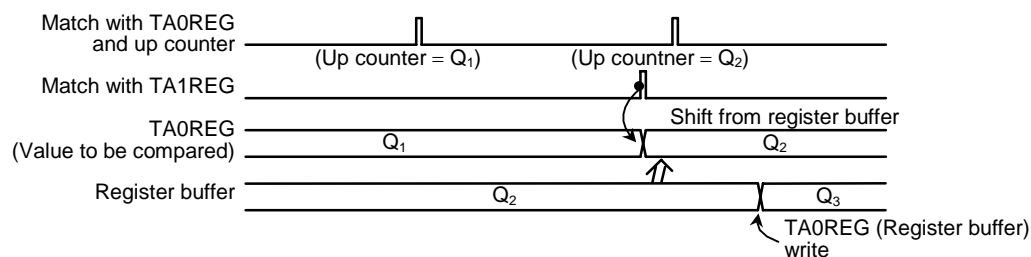 Match with TA0REG
and up counter
(Up counter = Q1)
(Up countner = Q2)
Match with TA1REG
Shift from register buffer
TA0REG
(Value to be compared)
Q1
Q2
Register buffer
Q2
Q3
TA0REG (Register buffer)
write